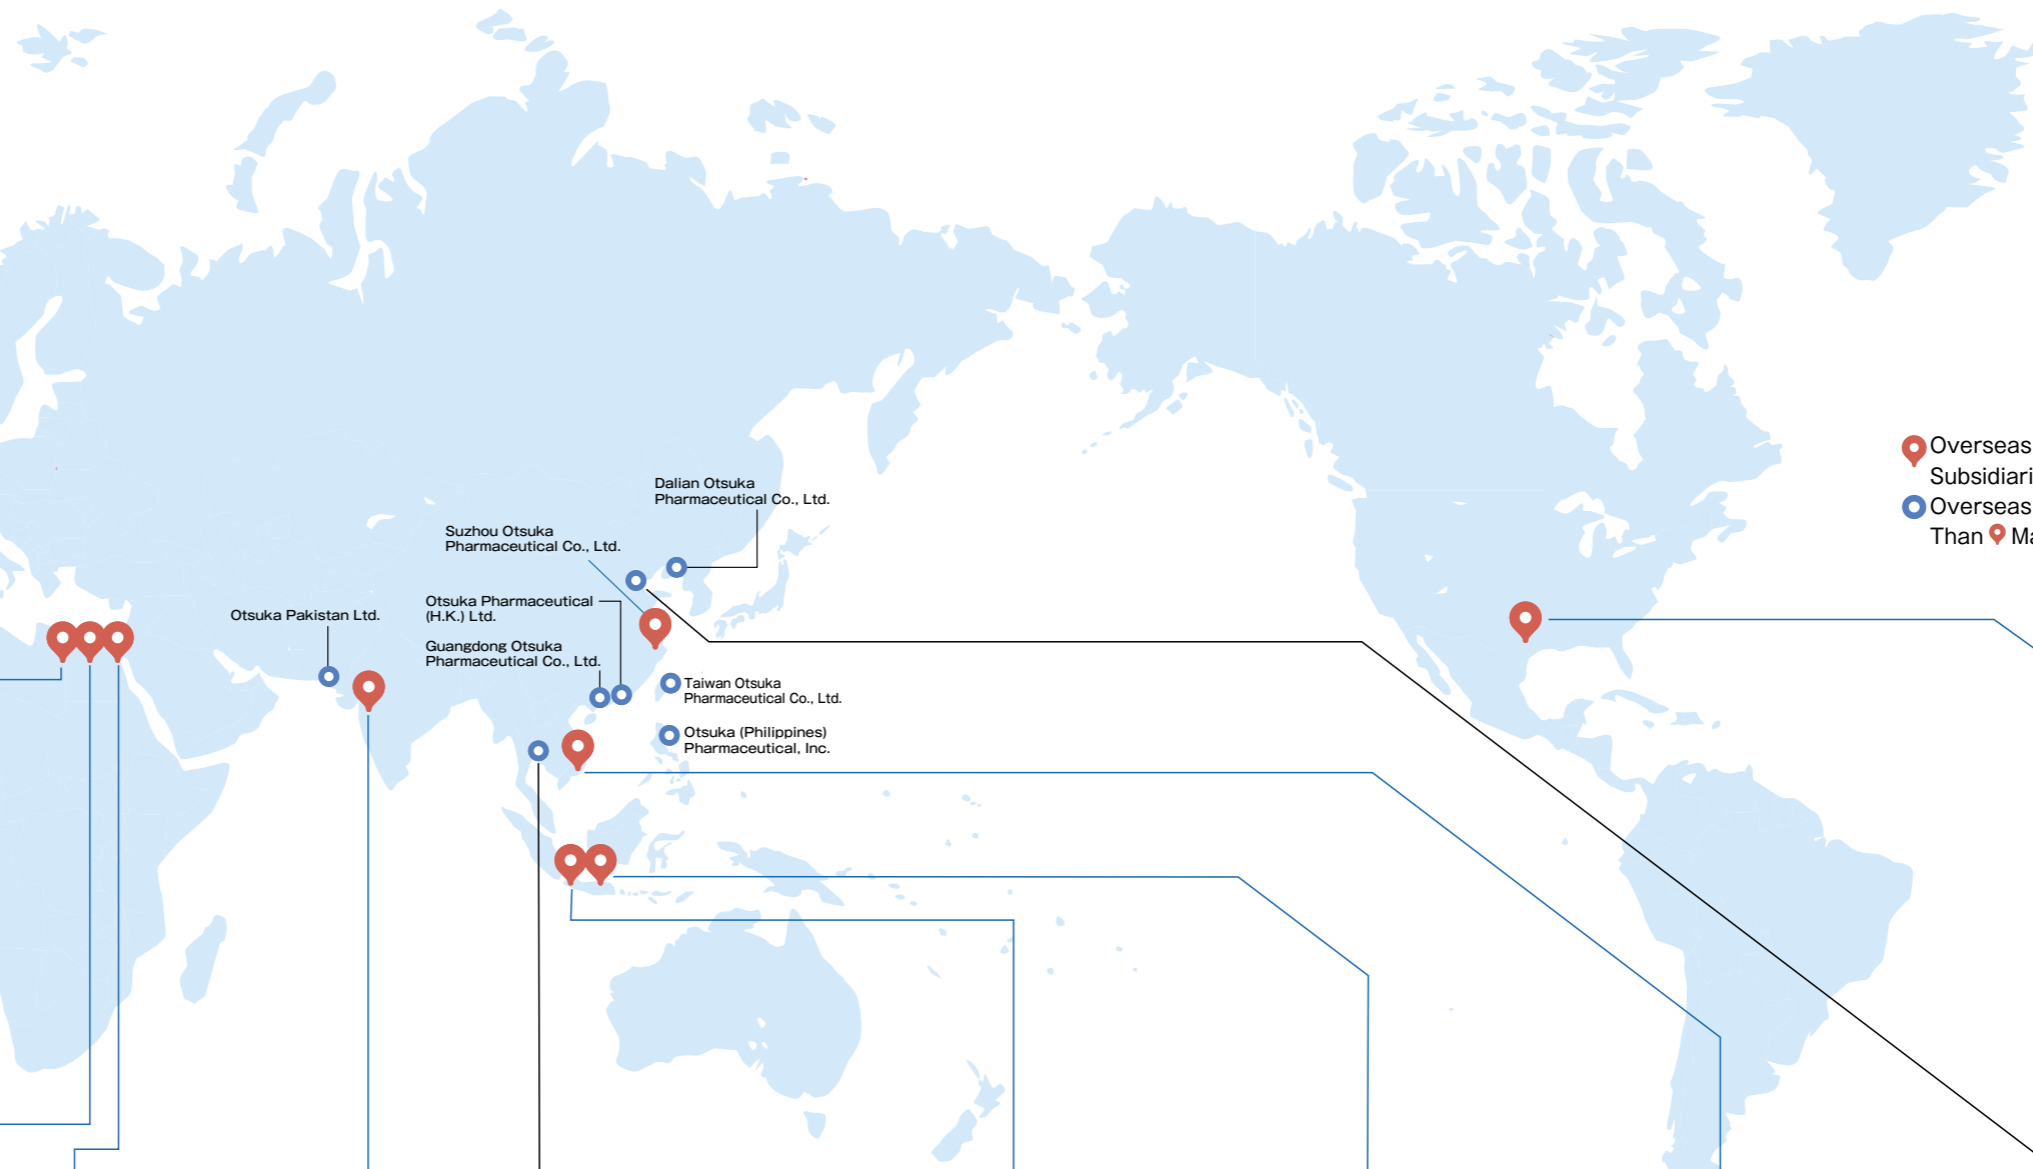 Dalian Otsuka
Pharmaceutical Co., Ltd.
Suzhou Otsuka
Pharmaceutical Co., Ltd.
Otsuka Pakistan Ltd.
Otsuka Pharmaceutical
(H.K.) Ltd.
Guangdong Otsuka
Pharmaceutical Co., Ltd.
Taiwan Otsuka
Pharmaceutical Co., Ltd.
Otsuka (Philippines)
Pharmaceutical, Inc.
Overseas
Subsidiari
Overseas
Than Ma